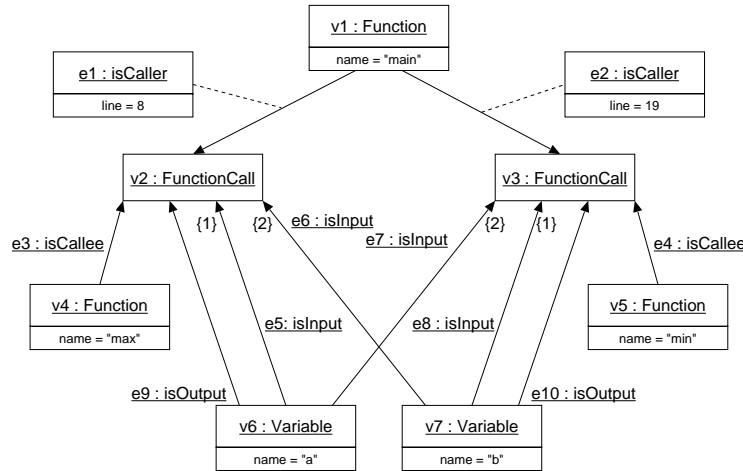 v1 : Function
name = "main"
e1 : isCaller
line = 8
e2 : isCaller
line = 19
v2 : FunctionCall
v3 : FunctionCall
{1}
{2}
e6 : isInput
e7 : isInput
{2}
{1}
e3 : isCallee
e4 : isCallee
v4 : Function
name = "max"
e5: isInput
e8 : isInput
v5 : Function
name = "min"
e9 : isOutput
e10 : isOutput
v6 : Variable
name = "a"
v7 : Variable
name = "b"